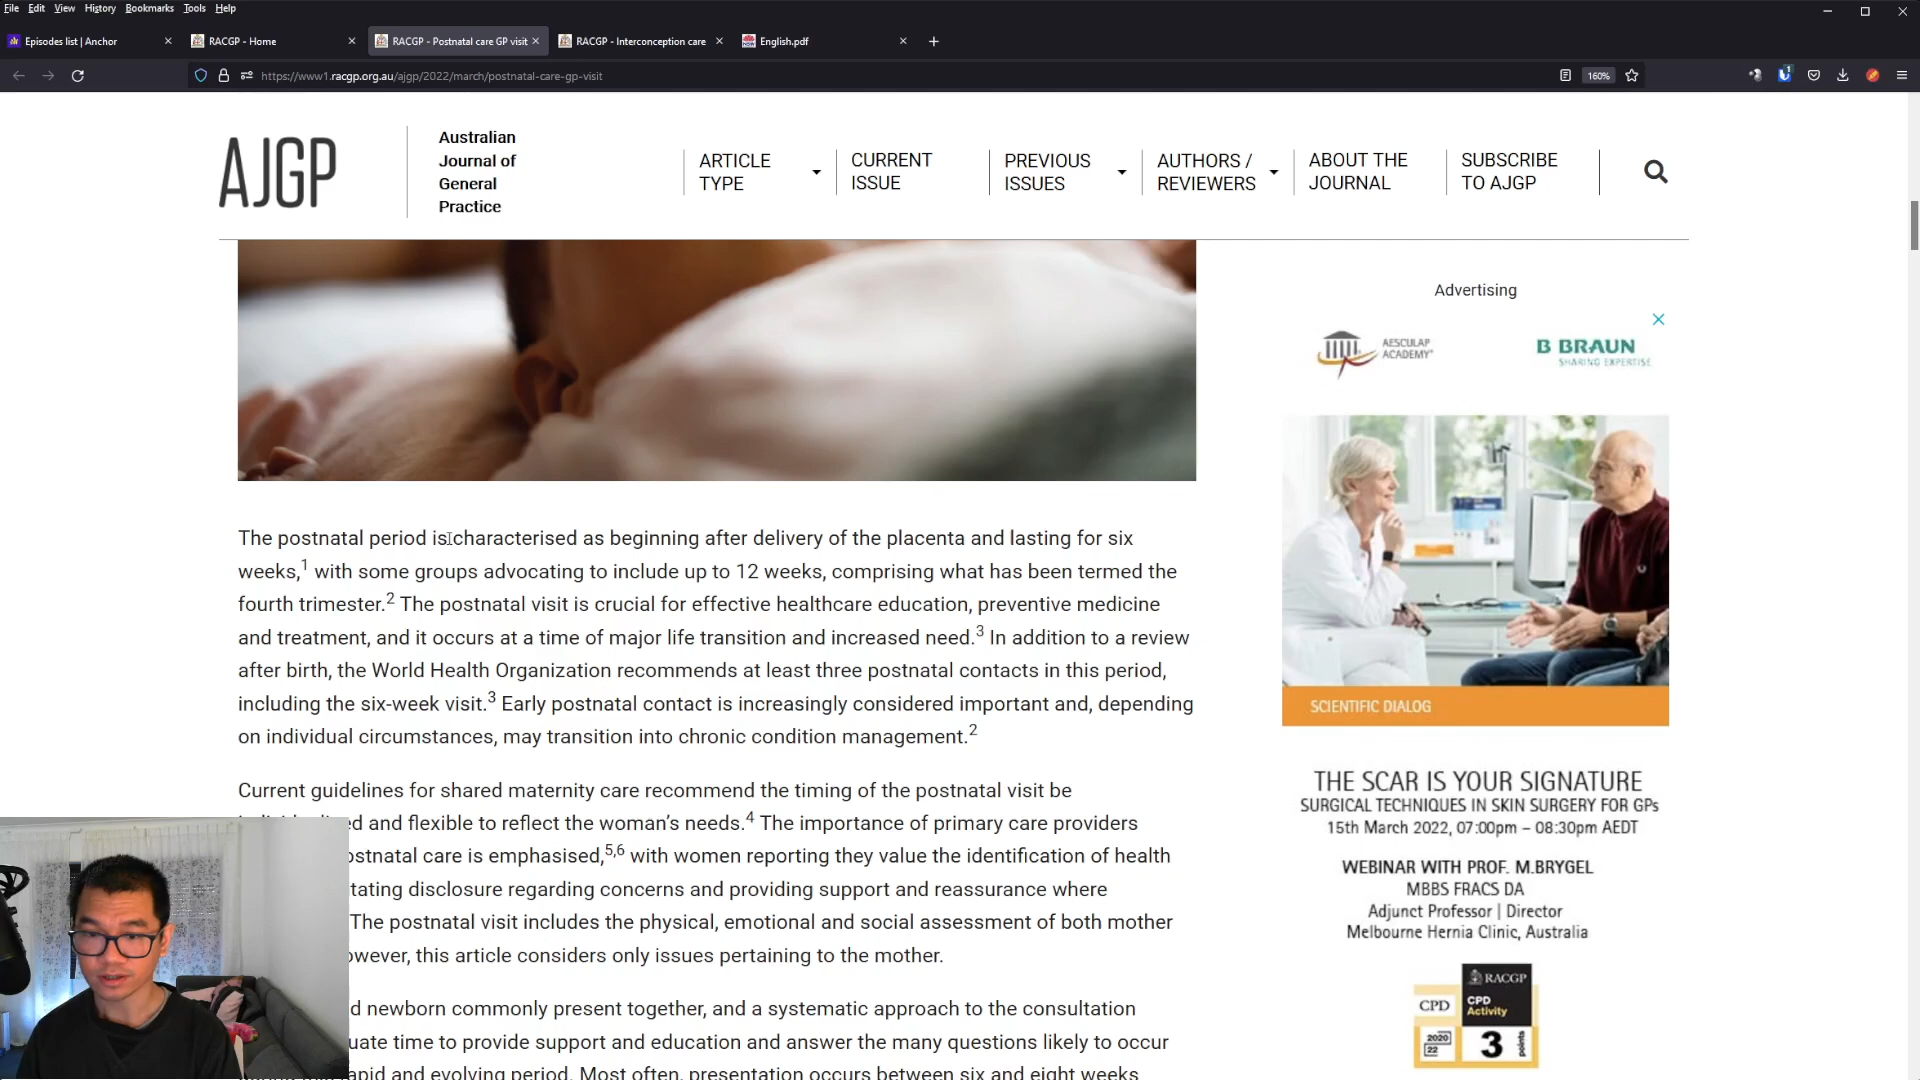 File Edit View History Bookmarks Tools Help
Episodes list | Anchor
RACGP - Home
RACGP - Postnatal care GP visit
RACGP - Interconception care
English.pdf
https://www1.racgp.org.au/ajgp/2022/march/postnatal-care-gp-visit
160%
AJGP
Australian
Journal of
General
Practice
ARTICLE
TYPE
CURRENT
ISSUE
PREVIOUS
ISSUES
AUTHORS /
REVIEWERS
ABOUT THE
JOURNAL
SUBSCRIBE
TO AJGP
The postnatal period is characterised as beginning after delivery of the placenta and lasting for six
weeks,1 with some groups advocating to include up to 12 weeks, comprising what has been termed the
fourth trimester.2 The postnatal visit is crucial for effective healthcare education, preventive medicine
and treatment, and it occurs at a time of major life transition and increased need.3 In addition to a review
after birth, the World Health Organization recommends at least three postnatal contacts in this period,
including the six-week visit.3 Early postnatal contact is increasingly considered important and, depending
on individual circumstances, may transition into chronic condition management.2
Current guidelines for shared maternity care recommend the timing of the postnatal visit be
and flexible to reflect the woman's needs.4 The importance of primary care providers
ostnatal care is emphasised,5,6 with women reporting they value the identification of health
tating disclosure regarding concerns and providing support and reassurance where
The postnatal visit includes the physical, emotional and social assessment of both mother
owever, this article considers only issues pertaining to the mother.
d newborn commonly present together, and a systematic approach to the consultation
uate time to provide support and education and answer the many questions likely to occur
apid and evolving period. Most often, presentation occurs between six and eight weeks
Advertising
AESCULAP
ACADEMY
B BRAUN
SHARING EXPERTISE
SCIENTIFIC DIALOG
THE SCAR IS YOUR SIGNATURE
SURGICAL TECHNIQUES IN SKIN SURGERY FOR GPs
15th March 2022, 07:00pm – 08:30pm AEDT
WEBINAR WITH PROF. M.BRYGEL
MBBS FRACS DA
Adjunct Professor | Director
Melbourne Hernia Clinic, Australia
RACGP
CPD
CPD
Activity
2020
22
3
points